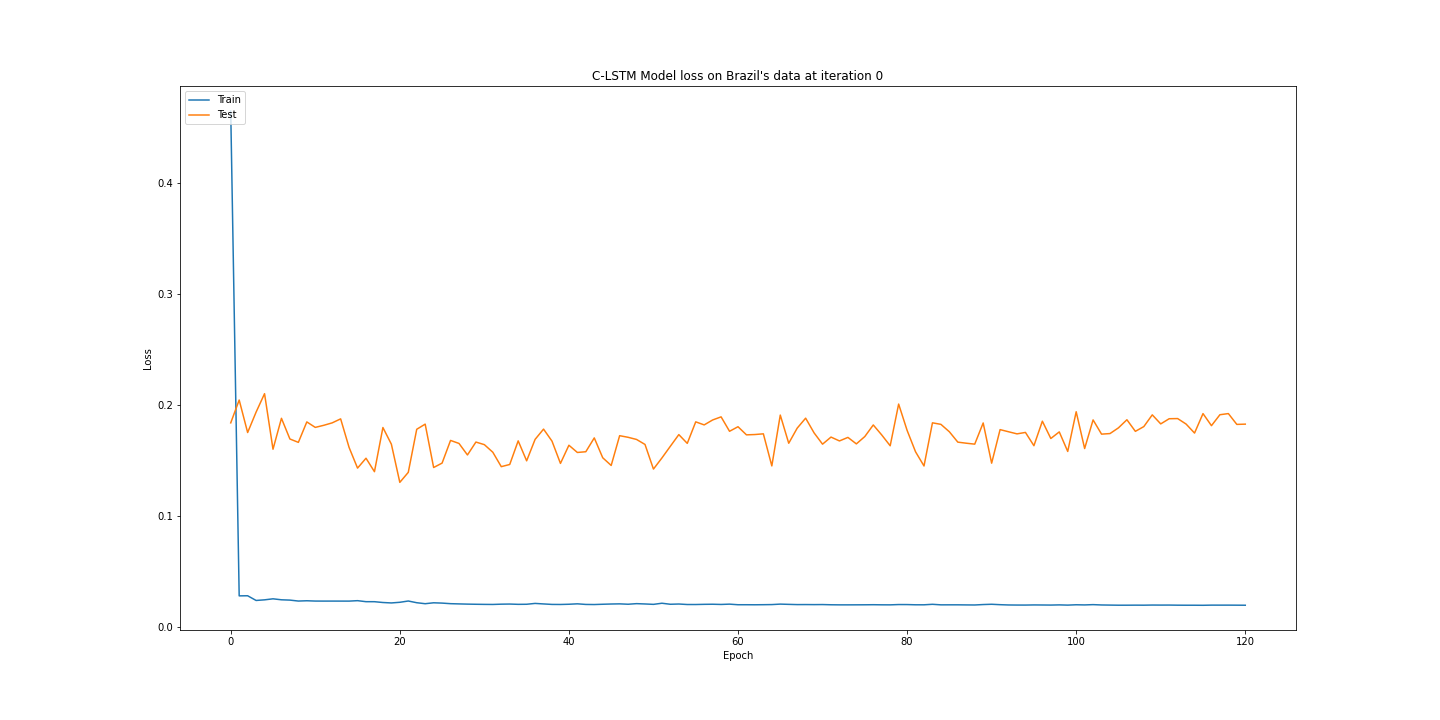 C-LSTM Model loss on Brazil's data at iteration 0
Train
Test
0.4
0.3
0.2
0.1
0.0
Loss
0 20 40 60 80 100 120
Epoch